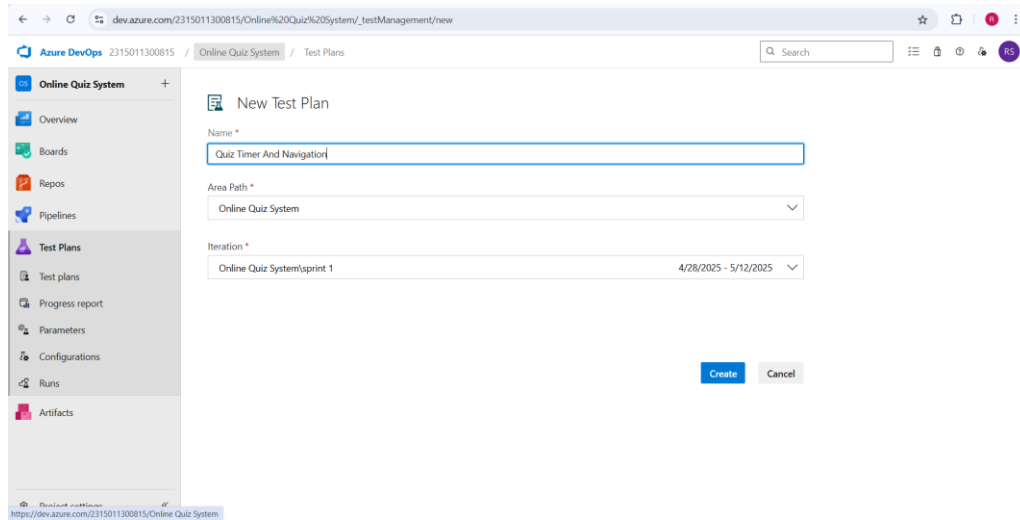 dev.azure.com/2315011300815/Online%20Quiz%20System/_testManagement/new
R
Azure DevOps 2315011300815 / Online Quiz System / Test Plans
Search
RS
OS Online Quiz System +
Overview
Boards
Repos
Pipelines
Test Plans
Test plans
Progress report
Parameters
Configurations
Runs
Artifacts
Project settings
https://dev.azure.com/2315011300815/Online Quiz System
New Test Plan
Name *
Quiz Timer And Navigation
Area Path *
Online Quiz System
Iteration *
Online Quiz System\sprint 1 4/28/2025 - 5/12/2025
Create Cancel